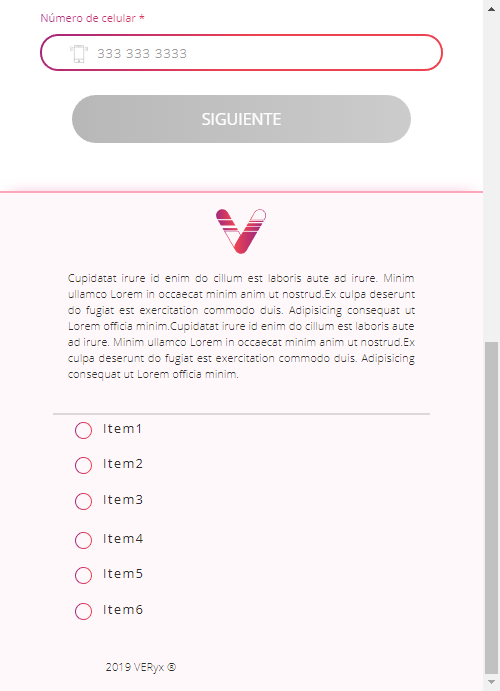 Número de celular *
333 333 3333
SIGUIENTE
Cupidatat irure id enim do cillum est laboris aute ad irure. Minim
ullamco Lorem in occaecat minim anim ut nostrud.Ex culpa deserunt
do fugiat est exercitation commodo duis. Adipisicing consequat ut
Lorem officia minim.Cupidatat irure id enim do cillum est laboris aute
ad irure. Minim ullamco Lorem in occaecat minim anim ut nostrud.Ex
culpa deserunt do fugiat est exercitation commodo duis. Adipisicing
consequat ut Lorem officia minim.
Item1
Item2
Item3
Item4
Item5
Item6
2019 VERyx ®